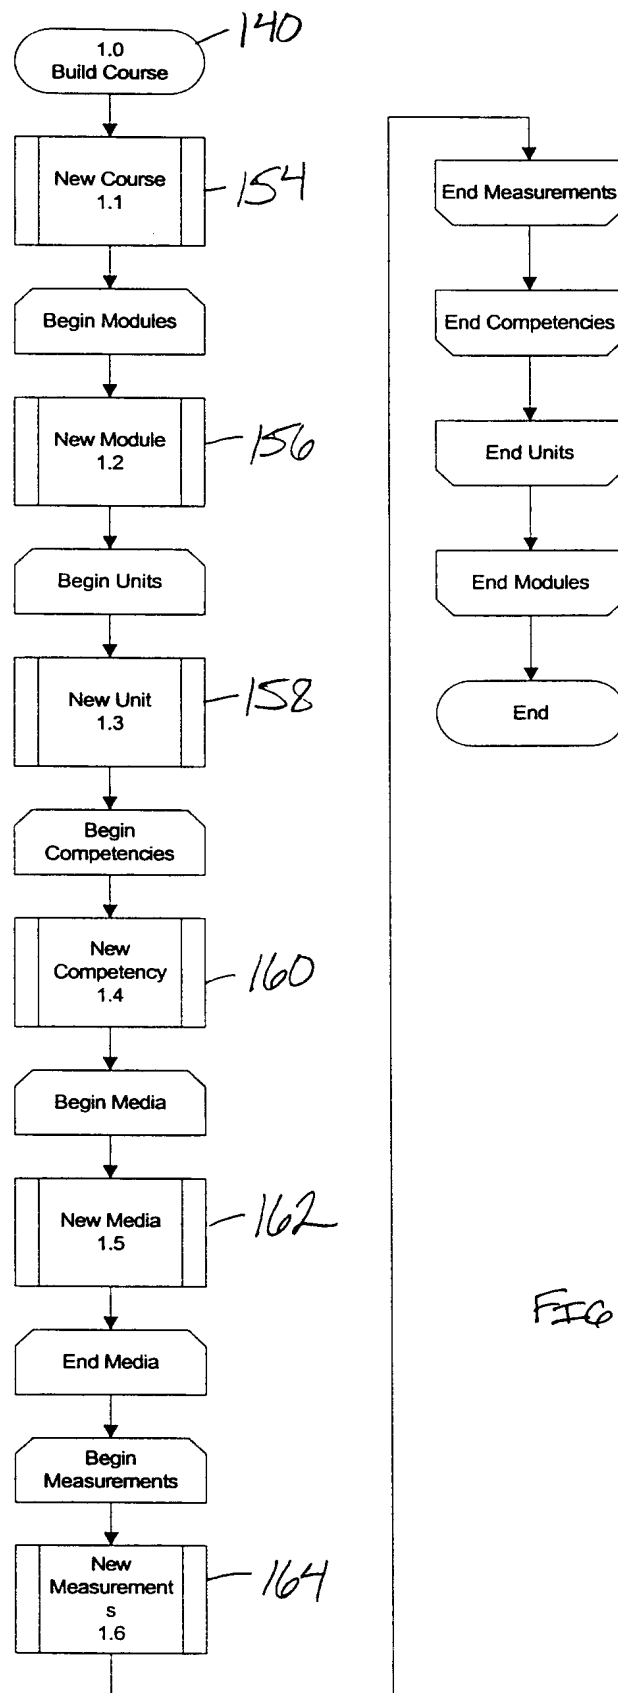 1.0
Build Course
140
New Course
1.1
154
Begin Modules
New Module
1.2
156
Begin Units
New Unit
1.3
158
Begin
Competencies
New
Competency
1.4
160
Begin Media
New Media
1.5
162
End Media
Begin
Measurements
New
Measurement
s
1.6
164
End Measurements
End Competencies
End Units
End Modules
End
FIG